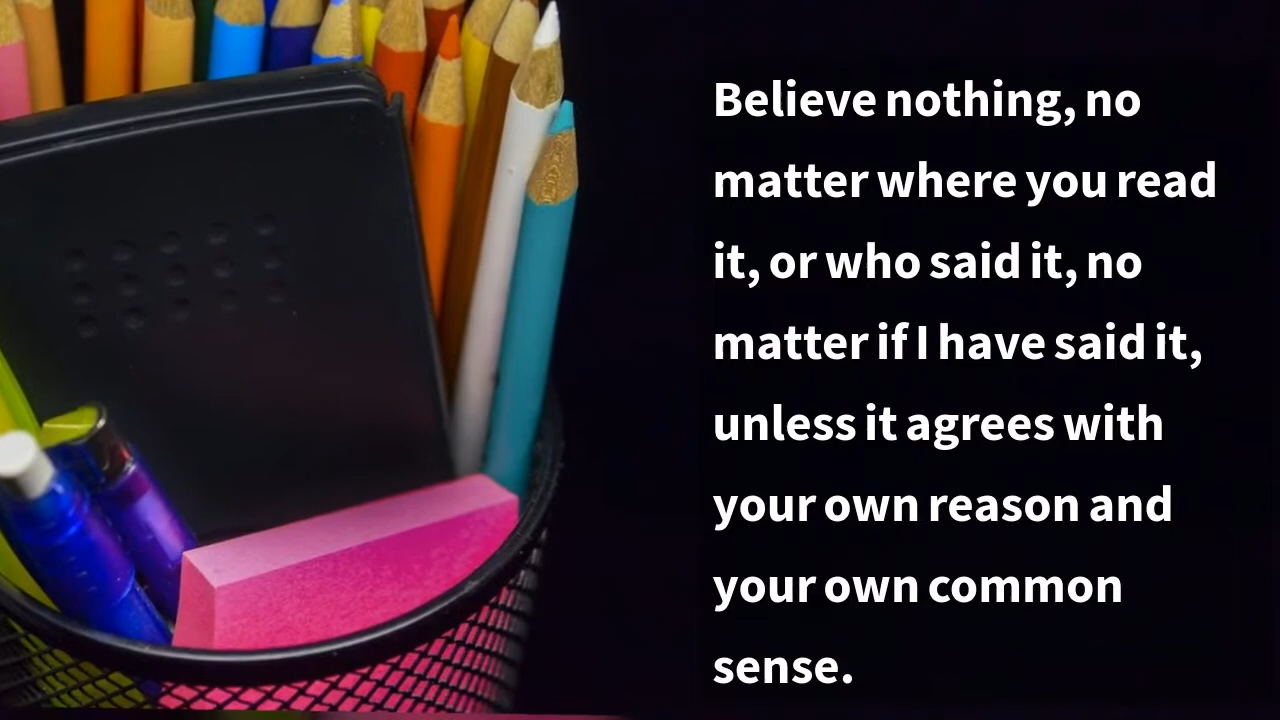 Believe nothing, no
matter where you read
it, or who said it, no
matter if I have said it,
unless it agrees with
your own reason and
your own common
sense.